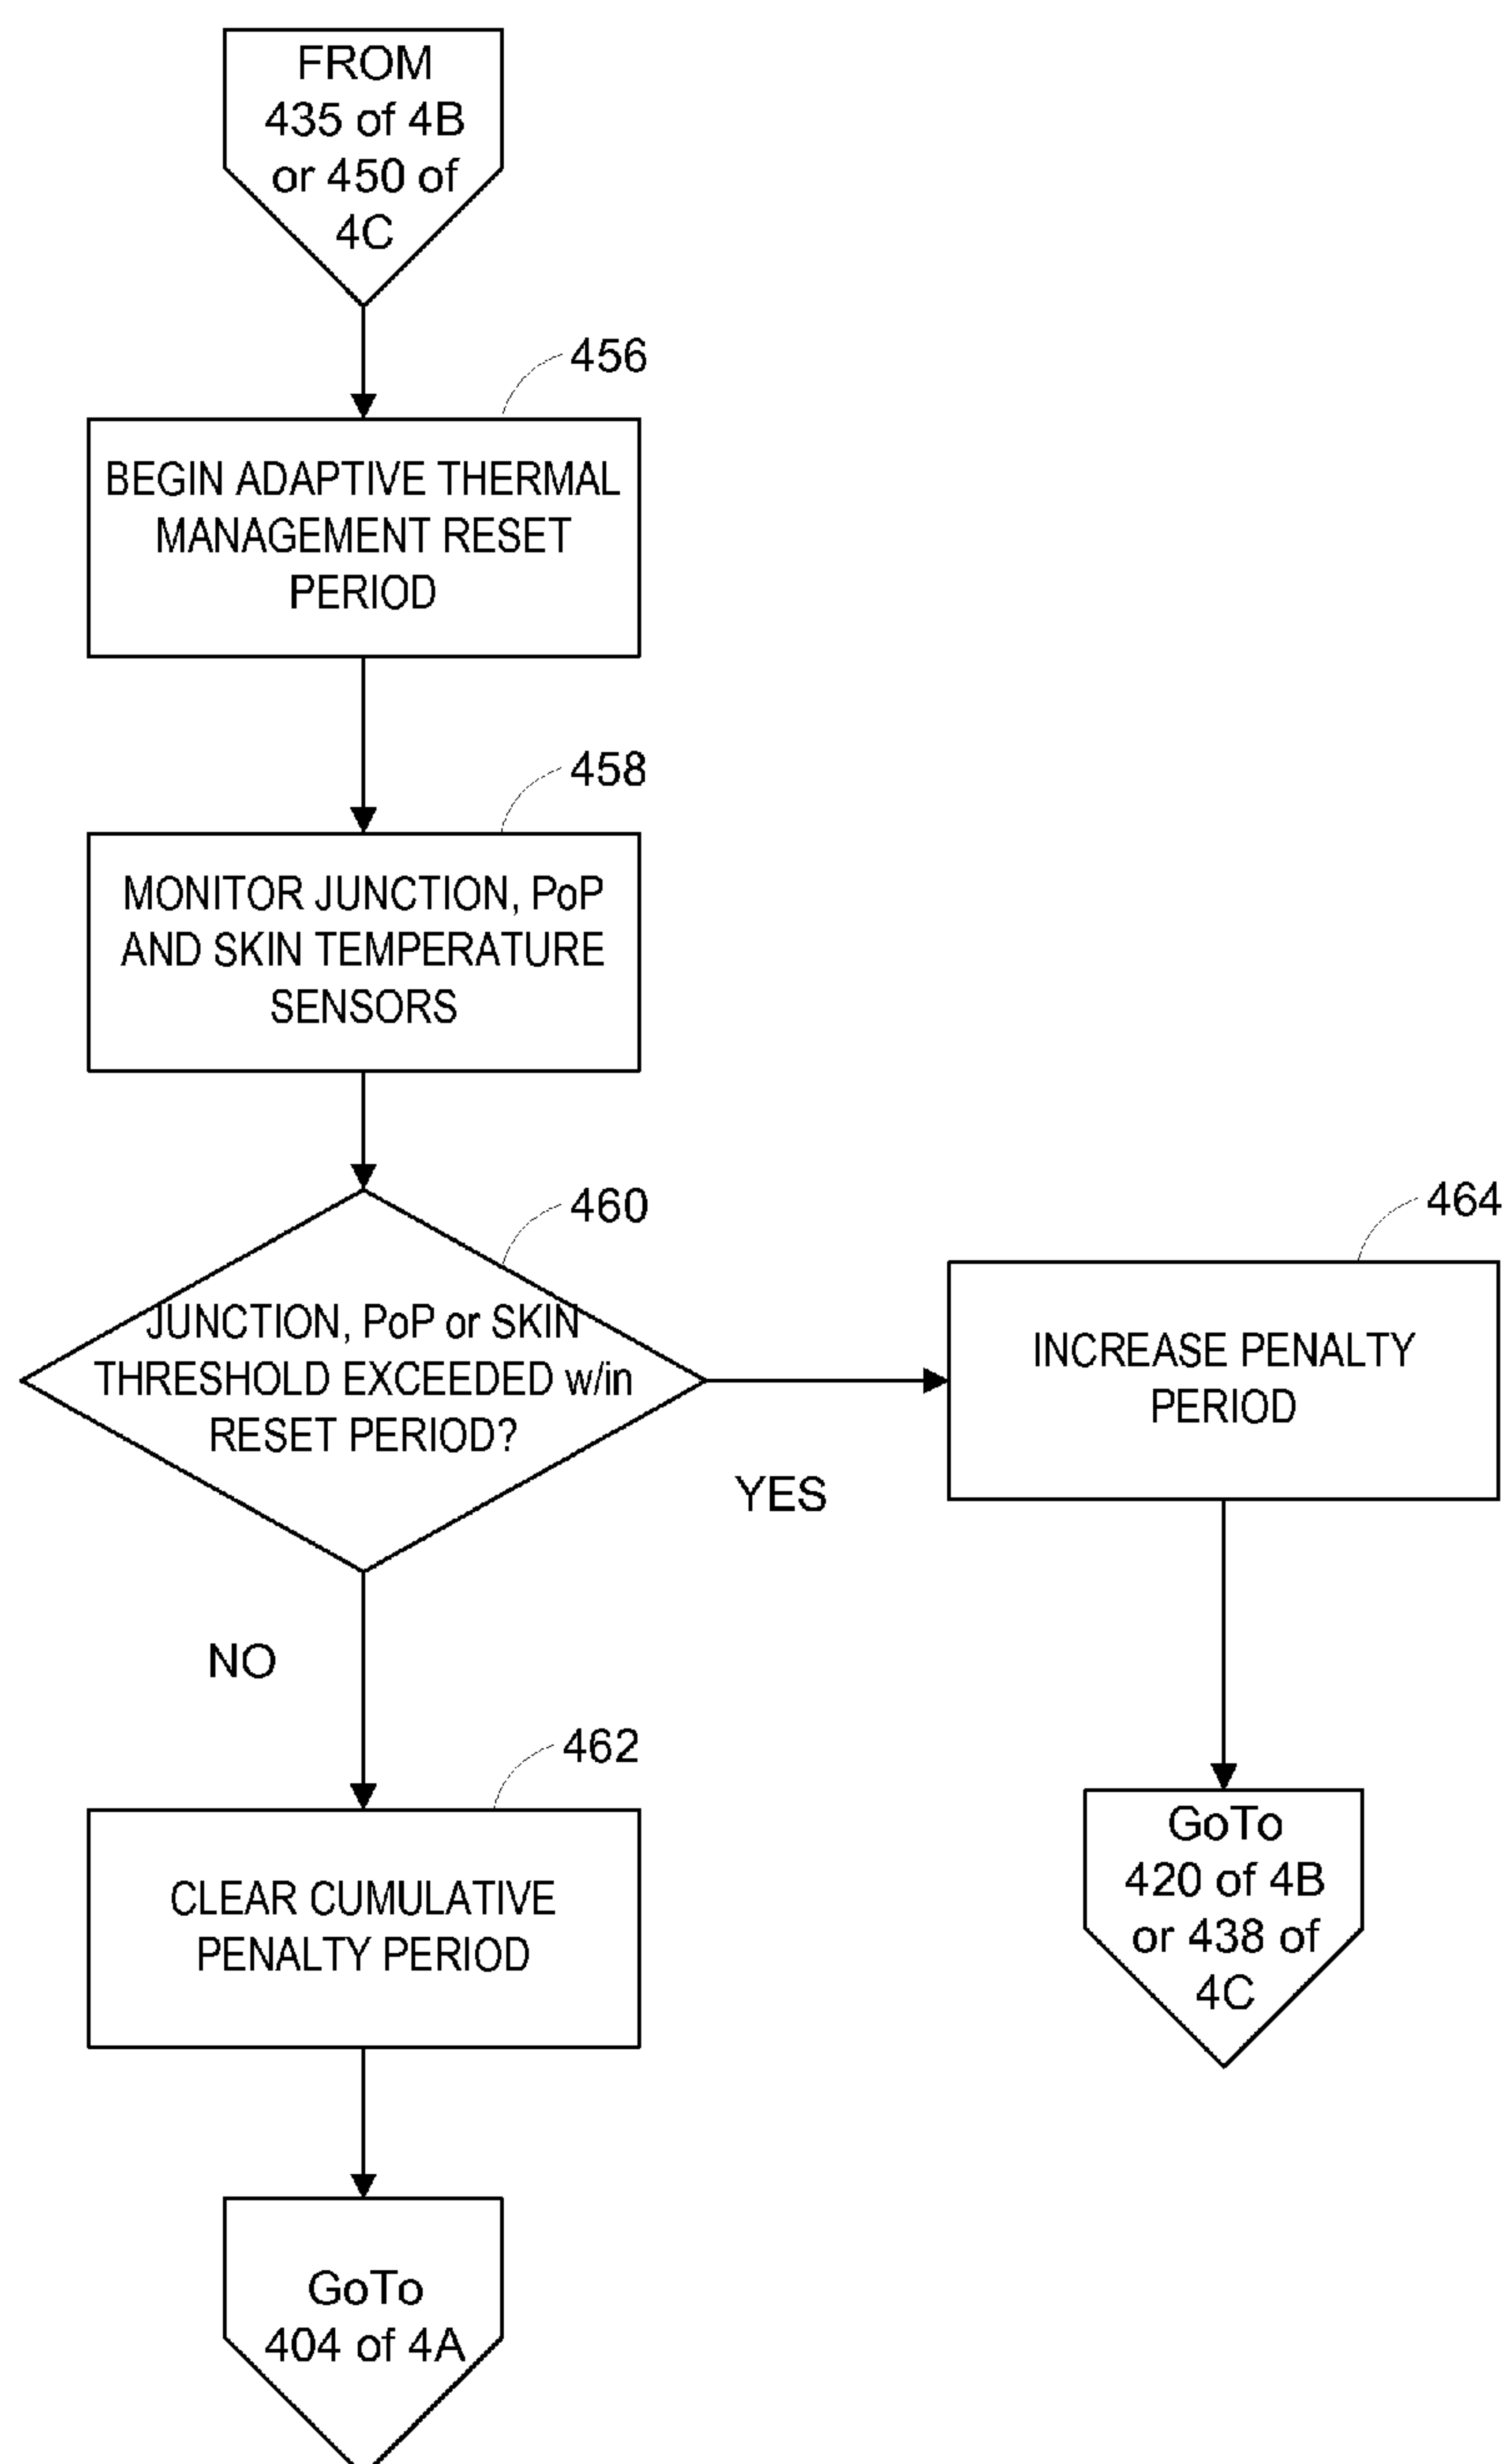 FROM
435 of 4B
or 450 of
4C
456
BEGIN ADAPTIVE THERMAL
MANAGEMENT RESET
PERIOD
458
MONITOR JUNCTION, PoP
AND SKIN TEMPERATURE
SENSORS
460
JUNCTION, PoP or SKIN
THRESHOLD EXCEEDED w/in
RESET PERIOD?
YES
464
INCREASE PENALTY
PERIOD
GoTo
420 of 4B
or 438 of
4C
NO
462
CLEAR CUMULATIVE
PENALTY PERIOD
GoTo
404 of 4A